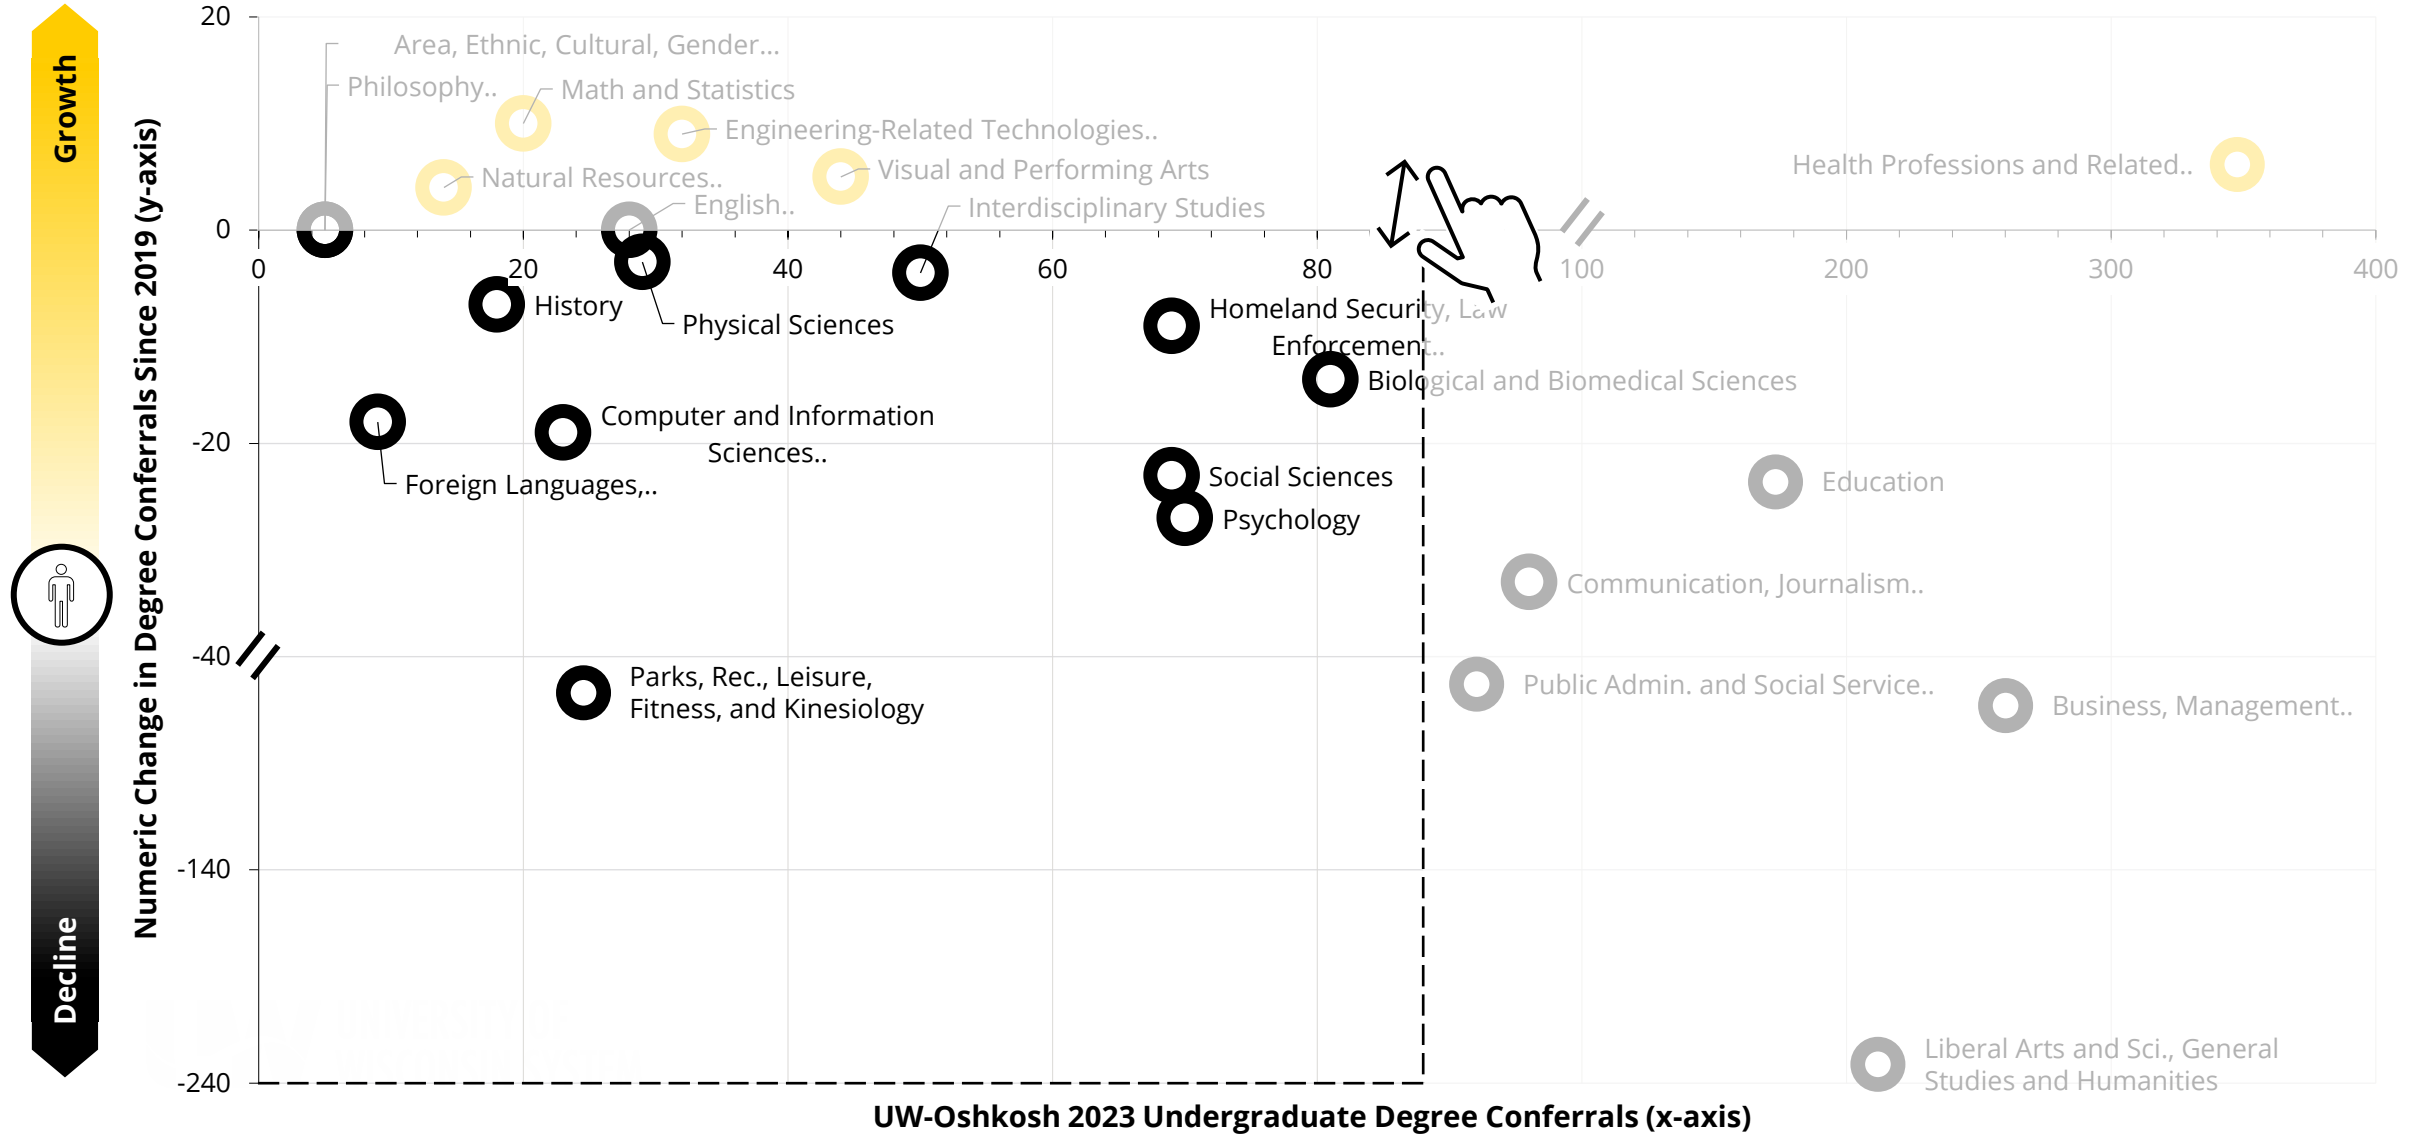 20
Area, Ethnic, Cultural, Gender...
Philosophy..
Math and Statistics
Engineering-Related Technologies..
Natural Resources..
Visual and Performing Arts
Health Professions and Related..
English..
Interdisciplinary Studies
0
0
20
40
60
80
100
200
300
400
History
Physical Sciences
Homeland Security, Law
Enforcement..
Biological and Biomedical Sciences
Computer and Information
Sciences..
-20
Foreign Languages,..
Social Sciences
Education
Psychology
Communication, Journalism..
-40
Parks, Rec., Leisure,
Fitness, and Kinesiology
Public Admin. and Social Service..
Business, Management..
-140
Liberal Arts and Sci., General
Studies and Humanities
-240
UW-Oshkosh 2023 Undergraduate Degree Conferrals (x-axis)
Numeric Change in Degree Conferrals Since 2019 (y-axis)
Growth
Decline